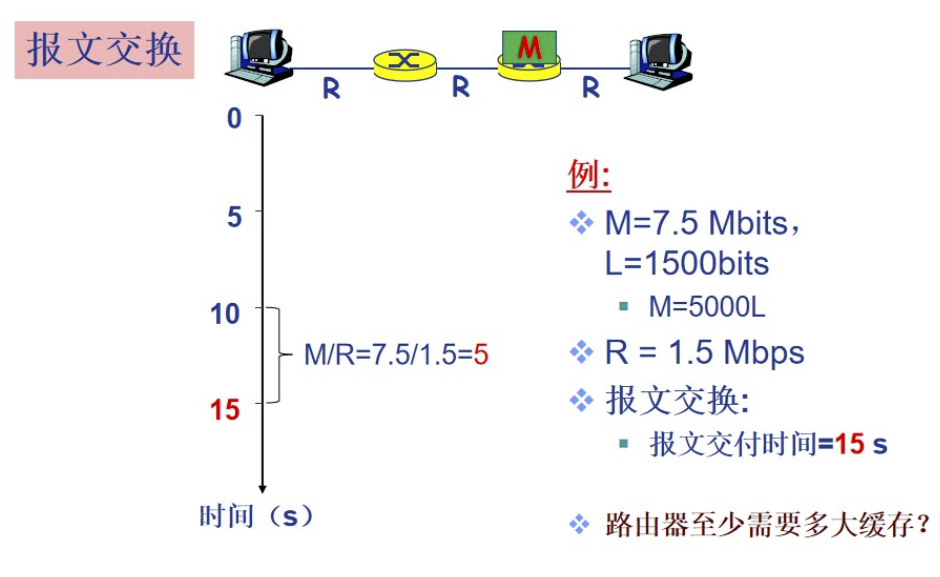 报文交换
M
R
R
R
0
5
10
15
M/R=7.5/1.5=5
时间（s）
例:
M=7.5 Mbits，
L=1500bits
M=5000L
R = 1.5 Mbps
报文交换:
报文交付时间=15 s
路由器至少需要多大缓存？